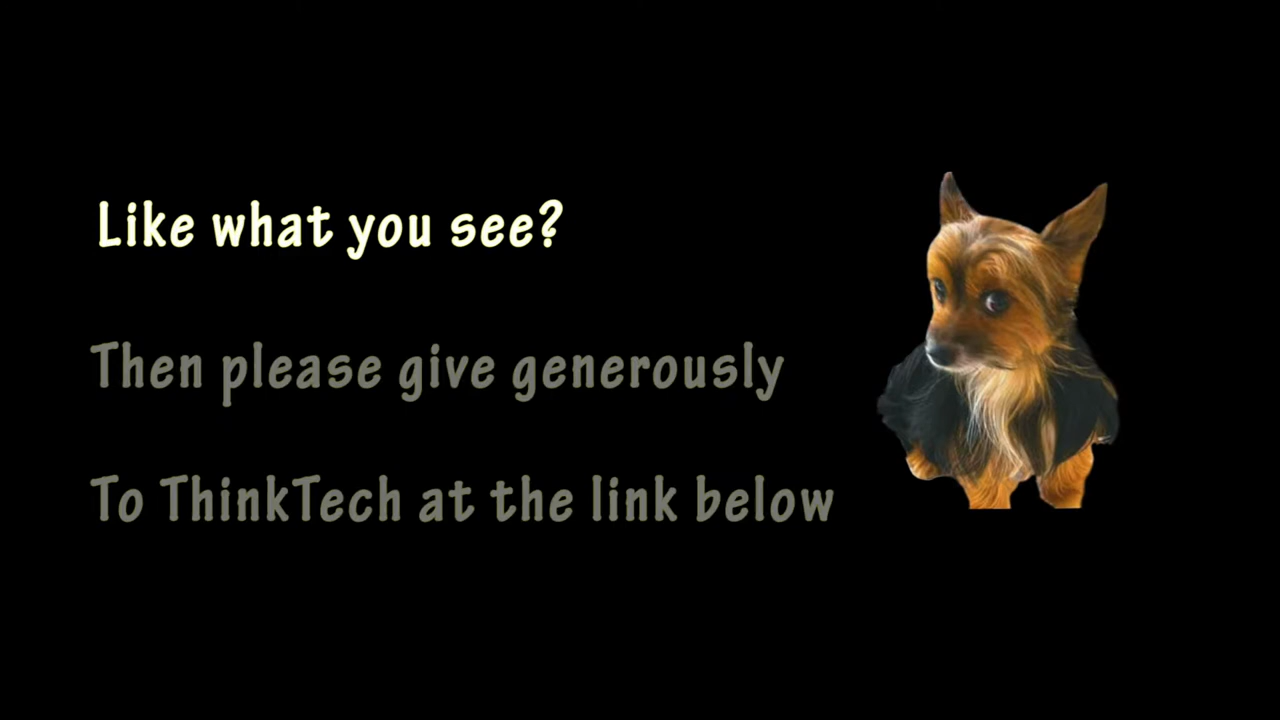 Like what you see?
Then please give generously
To ThinkTech at the link below